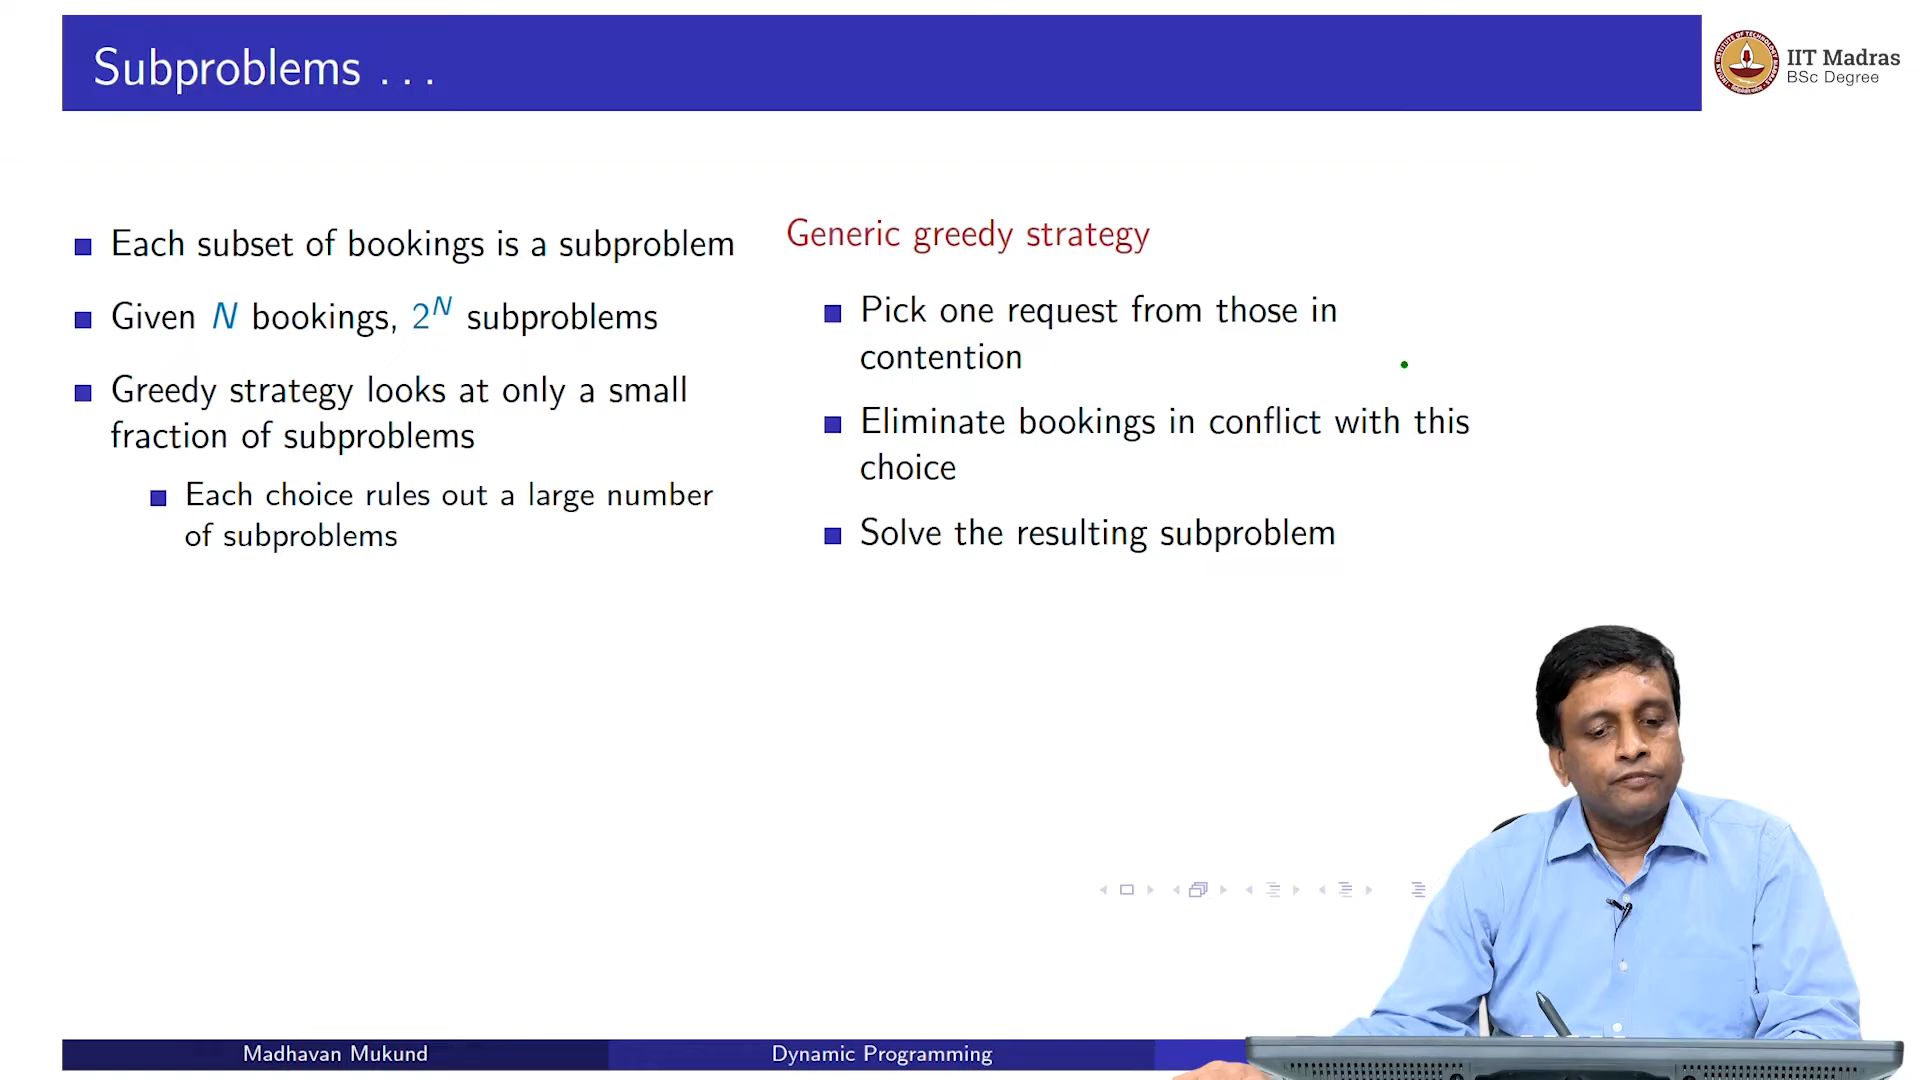 Subproblems . . .
IIT Madras
BSc Degree
Each subset of bookings is a subproblem
Given N bookings, 2^N subproblems
Greedy strategy looks at only a small
fraction of subproblems
Each choice rules out a large number
of subproblems
Generic greedy strategy
Pick one request from those in
contention
Eliminate bookings in conflict with this
choice
Solve the resulting subproblem
Madhavan Mukund
Dynamic Programming